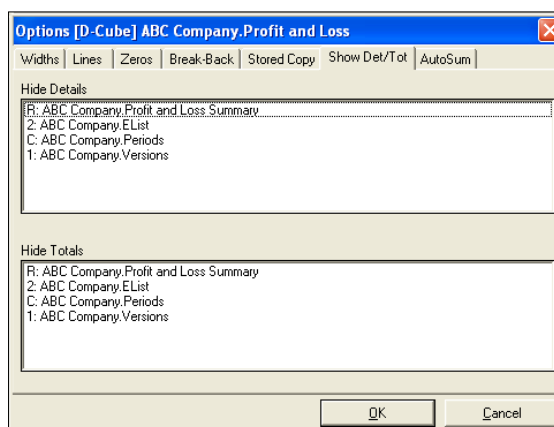 Options [D-Cube] ABC Company.Profit and Loss
Widths Lines Zeros Break-Back Stored Copy Show Det/Tot AutoSum
Hide Details
R: ABC Company.Profit and Loss Summary
2: ABC Company.EList
C: ABC Company.Periods
1: ABC Company.Versions
Hide Totals
R: ABC Company.Profit and Loss Summary
2: ABC Company.EList
C: ABC Company.Periods
1: ABC Company.Versions
OK Cancel